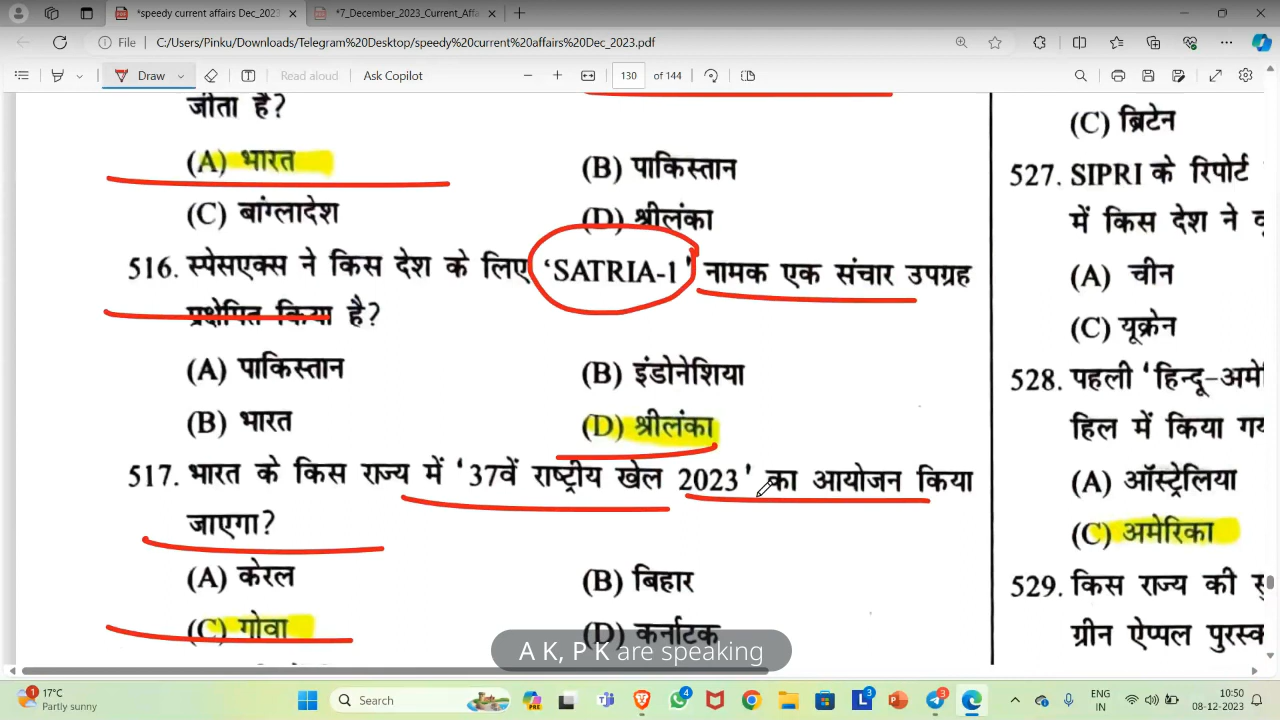 *speedy current affairs Dec_2023
*7_December_2023_Current_Affa
File C:/Users/Pinku/Downloads/Telegram%20Desktop/speedy%20current%20affairs%20Dec_2023.pdf
Draw Read aloud Ask Copilot 130 of 144
जीता है?
(A) भारत (B) पाकिस्तान
(C) बांग्लादेश (D) श्रीलंका
516. स्पेसएक्स ने किस देश के लिए 'SATRIA-1' नामक एक संचार उपग्रह
प्रक्षेपित किया है?
(A) पाकिस्तान (B) इंडोनेशिया
(B) भारत (D) श्रीलंका
517. भारत के किस राज्य में '37वें राष्ट्रीय खेल 2023' का आयोजन किया
जाएगा?
(A) केरल (B) बिहार
(C) गोवा (D) कर्नाटक
(C) ब्रिटेन
527. SIPRI के रिपोर्ट
में किस देश ने
(A) चीन
(C) यूक्रेन
528. पहली 'हिन्दू-अमे
हिल में किया गय
(A) ऑस्ट्रेलिया
(C) अमेरिका
529. किस राज्य की
ग्रीन ऐप्पल पुरस्क
A K, P K are speaking
17°C
Partly sunny
Search
ENG
IN
10:50
08-12-2023